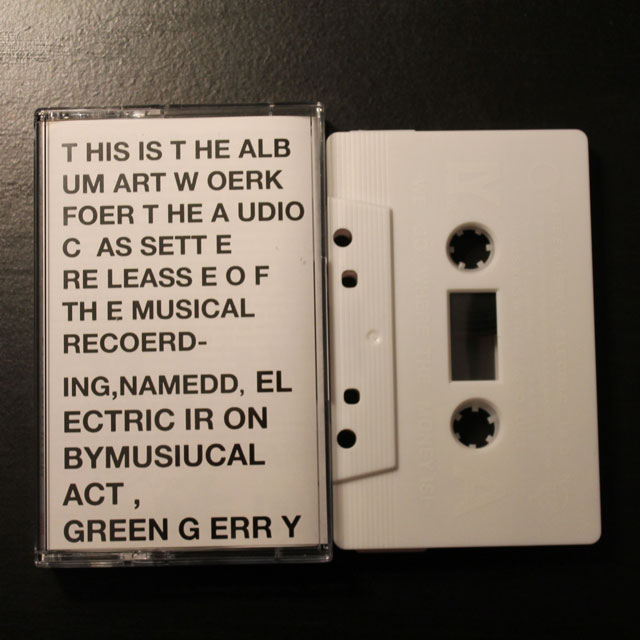 T HIS IS T HE ALB
UM ART W OERK
FOER T HE A UDIO
C AS SETT E
RE LEASS E O F
TH E MUSICAL
RECOERD-
ING,NAMEDD, EL
ECTRIC IR ON
BYMUSIUCAL
ACT ,
GREEN G ERR Y